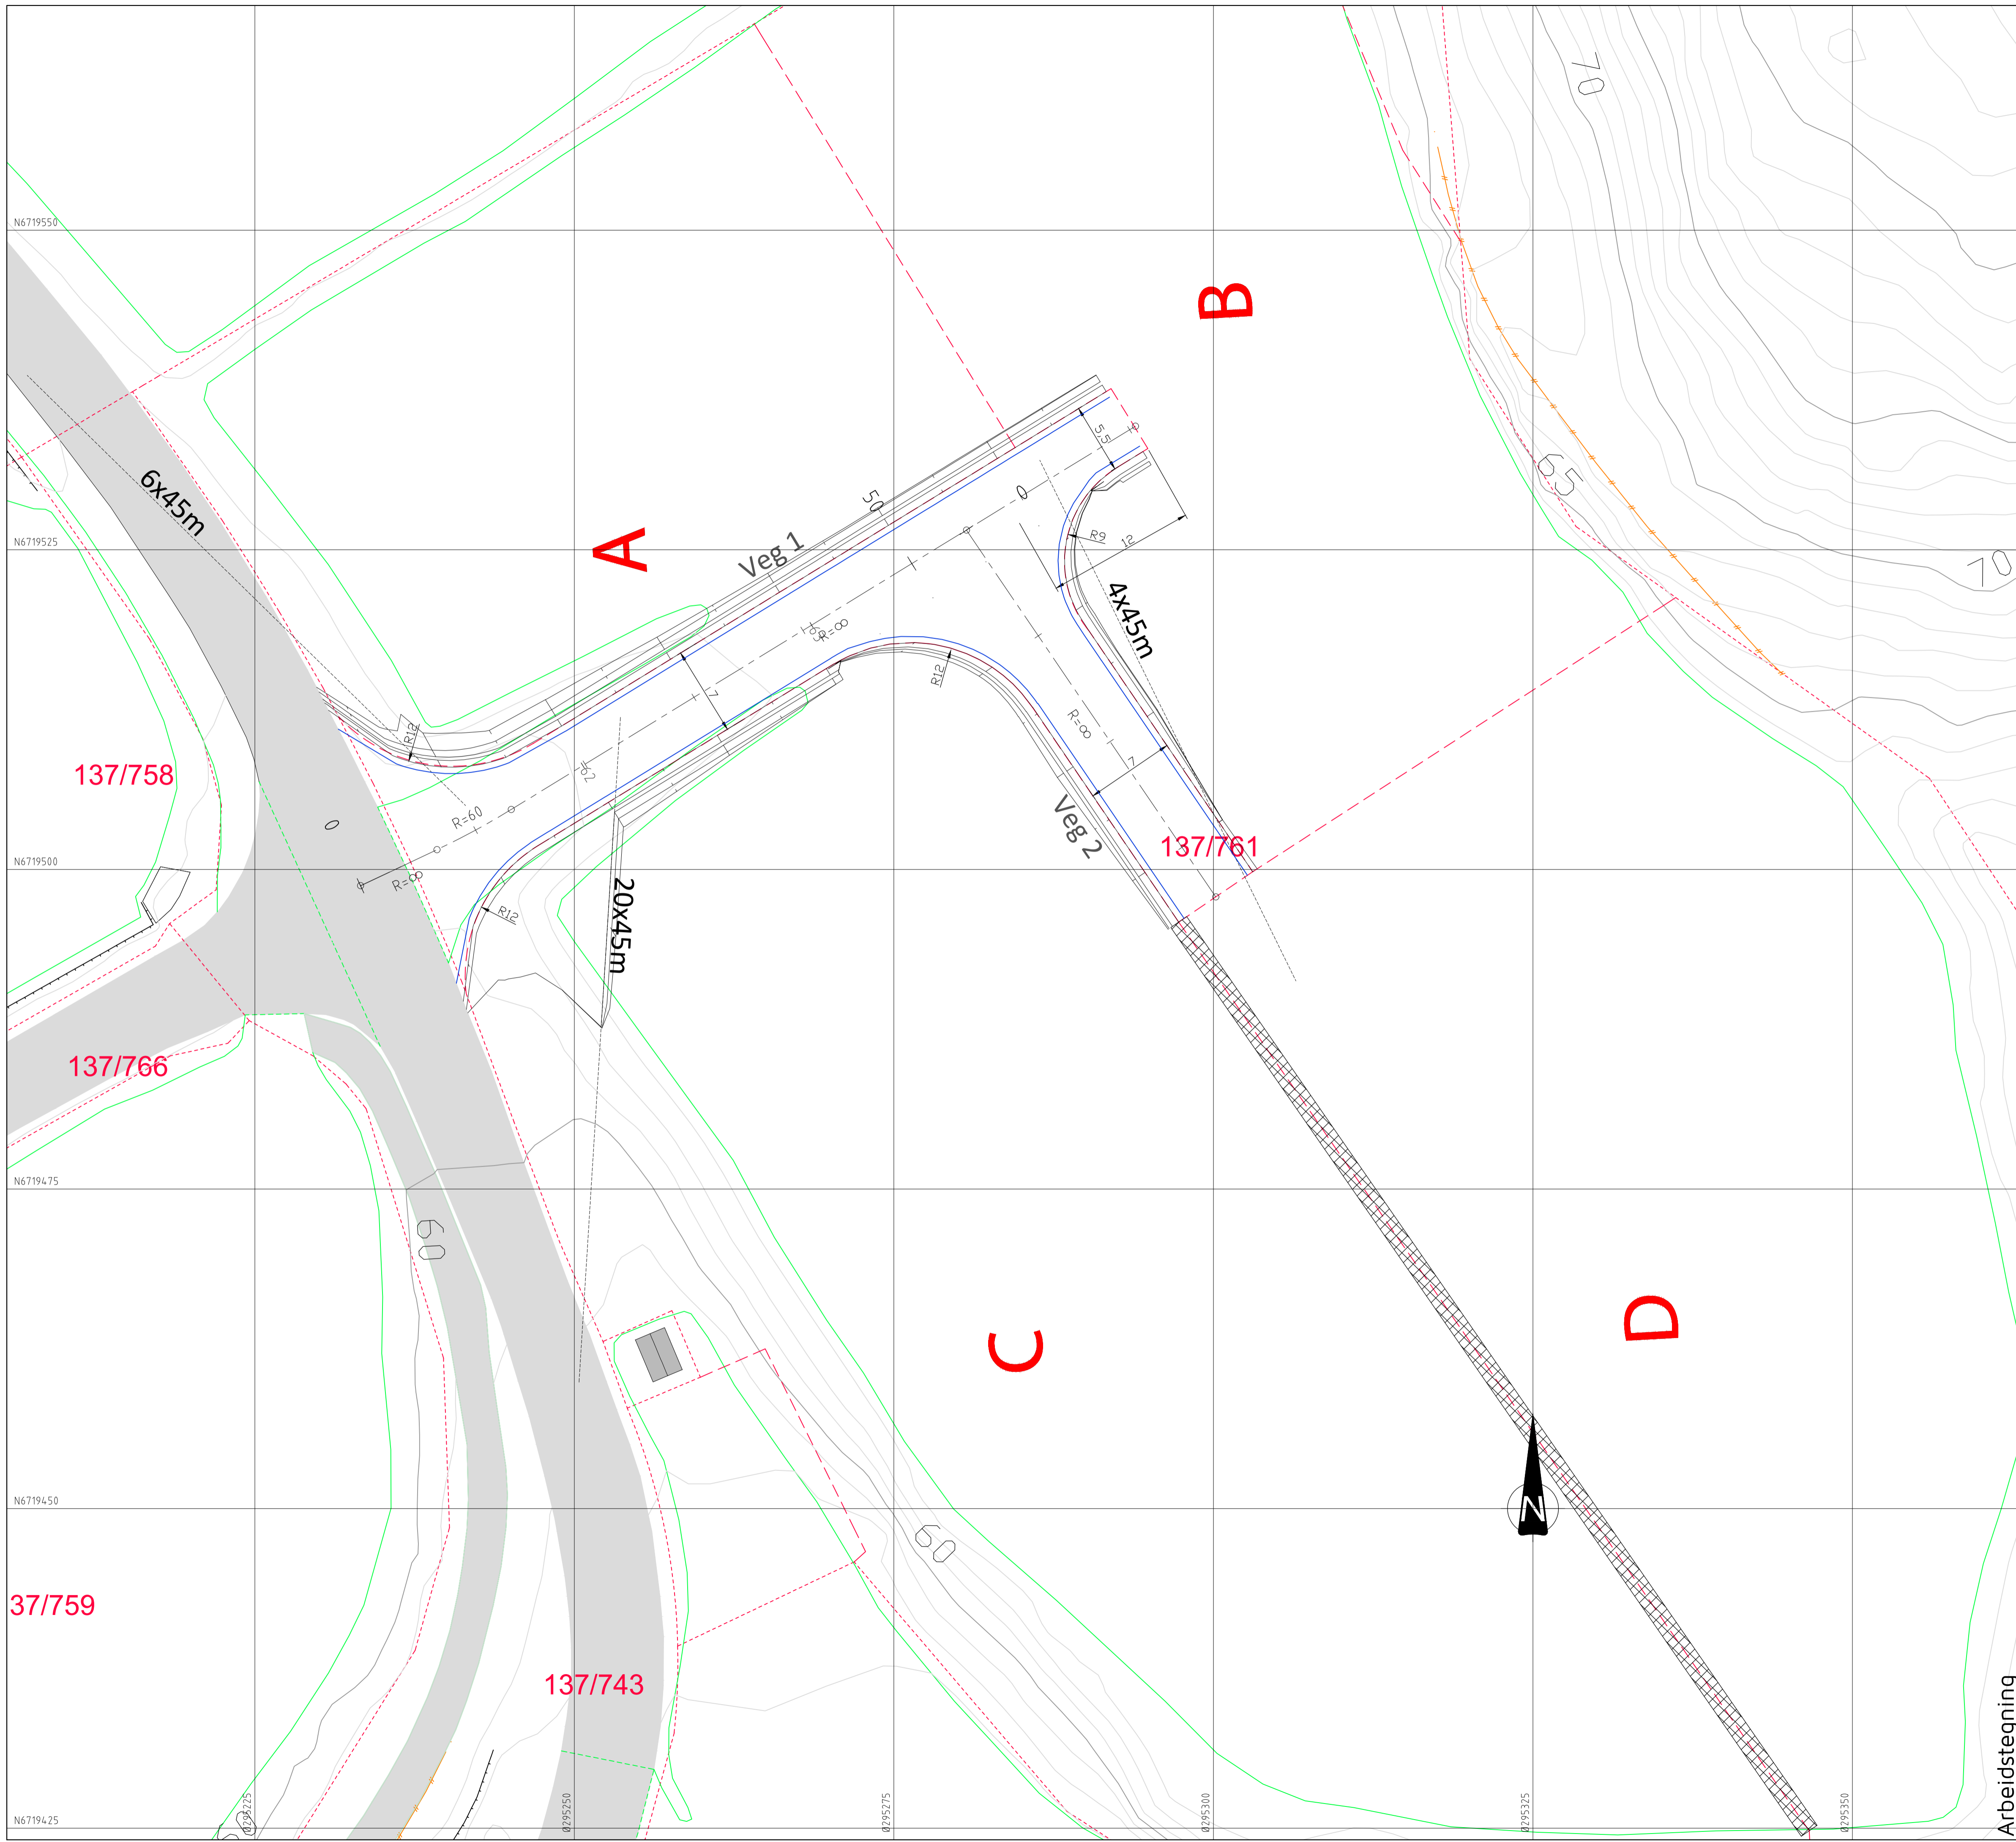 70
N6719550
B
6x45m
65
5,5
50
0
R9
12
N6719525
A
Veg 1
70
4x45m
R=∞
R12
7
R=∞
R12
137/758
62
7
R=60
0
Veg 2
137/761
N6719500
R=∞
R12
20x45m
137/766
N6719475
60
D
C
N6719450
N
60
37/759
137/743
Arbeidstegning
N6719425
0295225
0295250
0295275
0295300
0295325
0295350